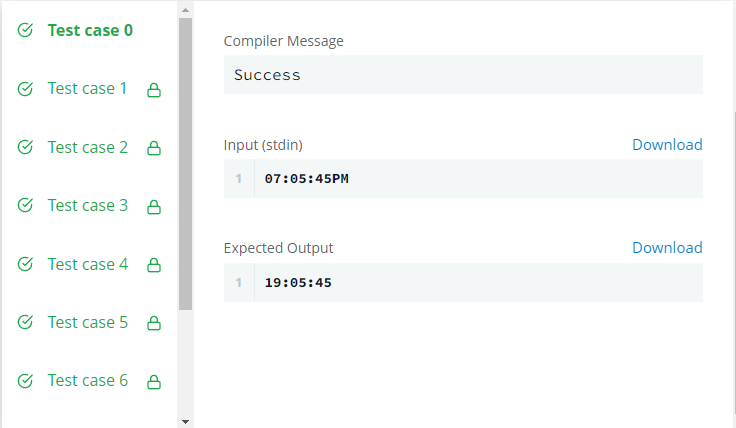 Test case 0
Test case 1
Test case 2
Test case 3
Test case 4
Test case 5
Test case 6
Compiler Message
Success
Input (stdin)
Download
1 07:05:45PM
Expected Output
Download
1 19:05:45